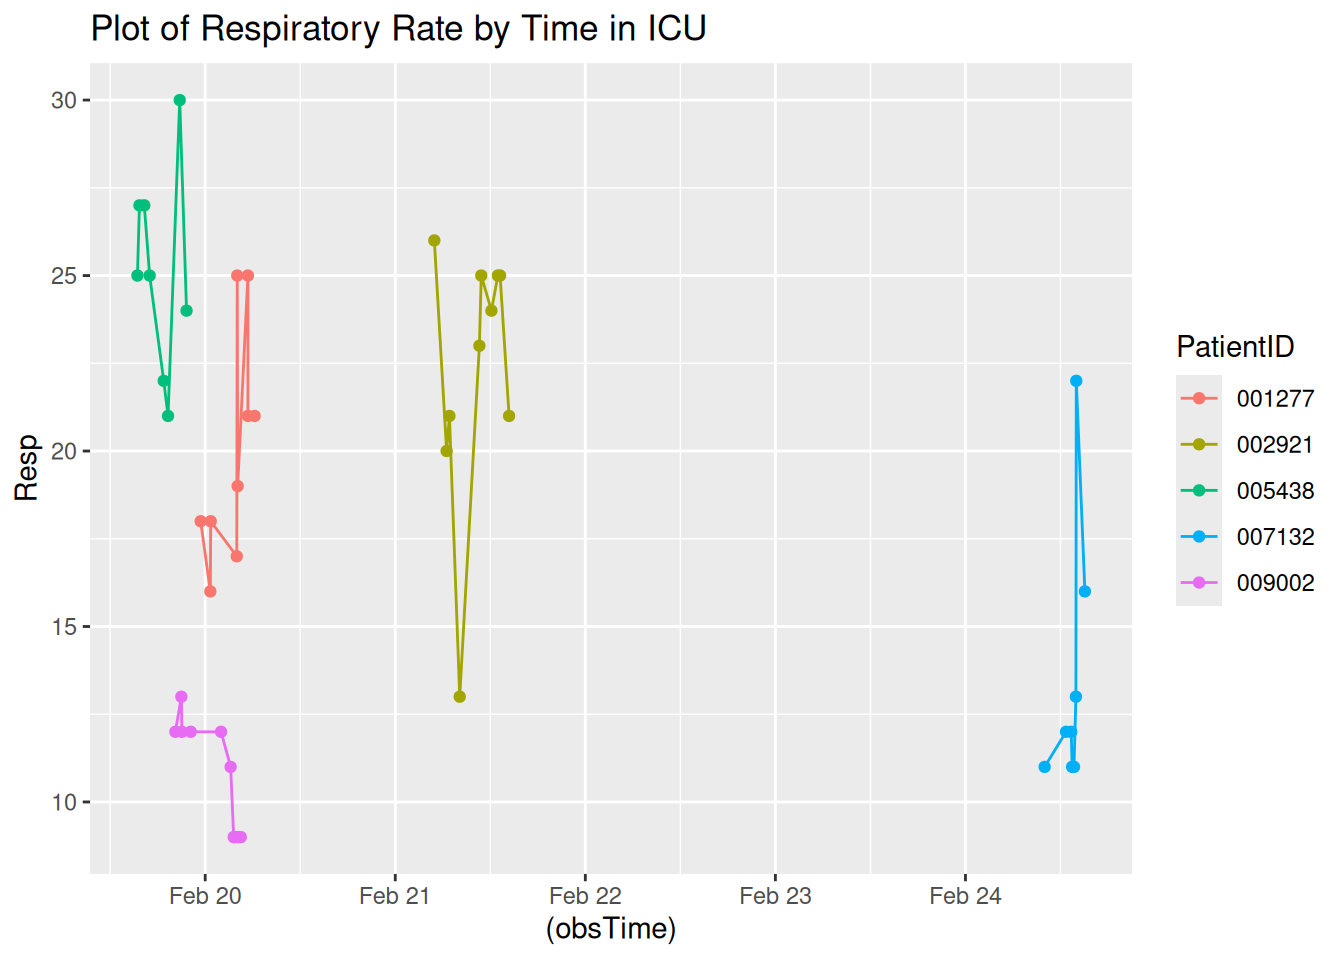 Plot of Respiratory Rate by Time in ICU
30
25
20
15
10
Resp
Feb 20
Feb 21
Feb 22
Feb 23
Feb 24
(obsTime)
PatientID
001277
002921
005438
007132
009002